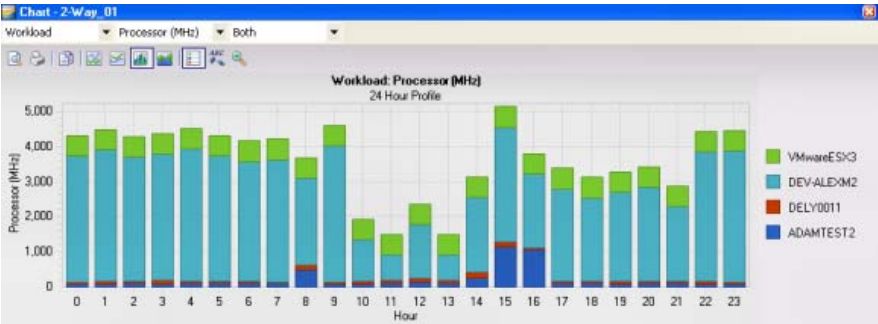 Chart - 2-Way_01
Workload Processor (MHz) Both
ABC
Workload: Processor (MHz)
24 Hour Profile
Processor (MHz)
5,000
4,000
3,000
2,000
1,000
0
0 1 2 3 4 5 6 7 8 9 10 11 12 13 14 15 16 17 18 19 20 21 22 23
Hour
VMwareESX3
DEV-ALEXM2
DELY0011
ADAMTEST2